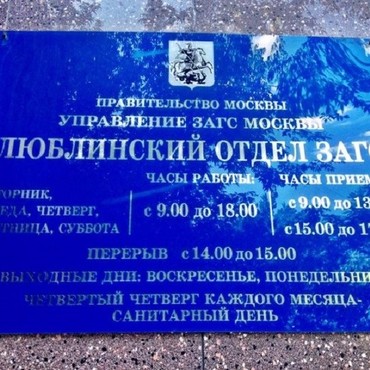 ПРАВИТЕЛЬСТВО МОСКВЫ
УПРАВЛЕНИЕ ЗАГС МОСКВЫ
ЛЮБЛИНСКИЙ ОТДЕЛ ЗАГС
ЧАСЫ РАБОТЫ: ЧАСЫ ПРИЕМ
ТОРНИК, с 9.00 до 18.00 с 9.00 до 13
ЕДА, ЧЕТВЕРГ,
ТНИЦА, СУББОТА с 15.00 до 17
ПЕРЕРЫВ с 14.00 до 15.00
ВЫХОДНЫЕ ДНИ: ВОСКРЕСЕНЬЕ, ПОНЕДЕЛЬНИ
ЧЕТВЕРТЫЙ ЧЕТВЕРГ КАЖДОГО МЕСЯЦА-
САНИТАРНЫЙ ДЕНЬ